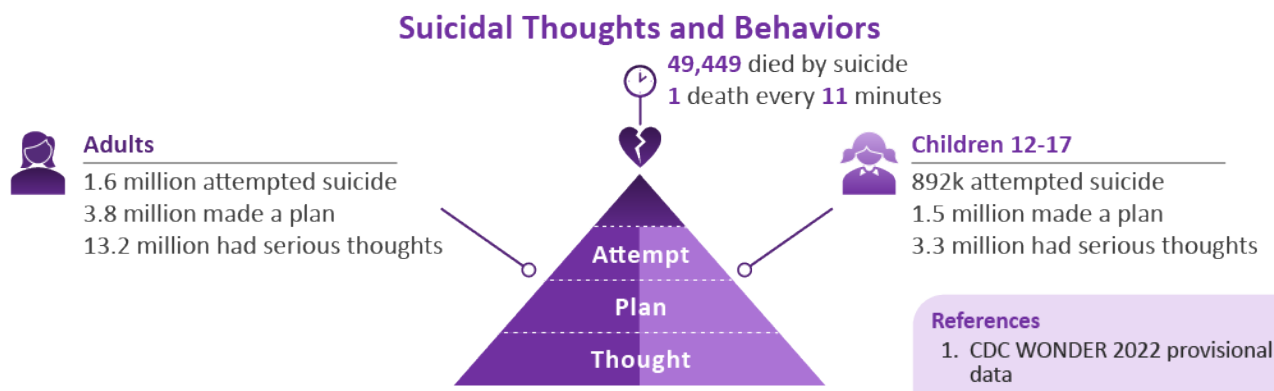 Suicidal Thoughts and Behaviors
49,449 died by suicide
1 death every 11 minutes
Adults
1.6 million attempted suicide
3.8 million made a plan
13.2 million had serious thoughts
Children 12-17
892k attempted suicide
1.5 million made a plan
3.3 million had serious thoughts
Attempt
Plan
Thought
References
1. CDC WONDER 2022 provisional
data